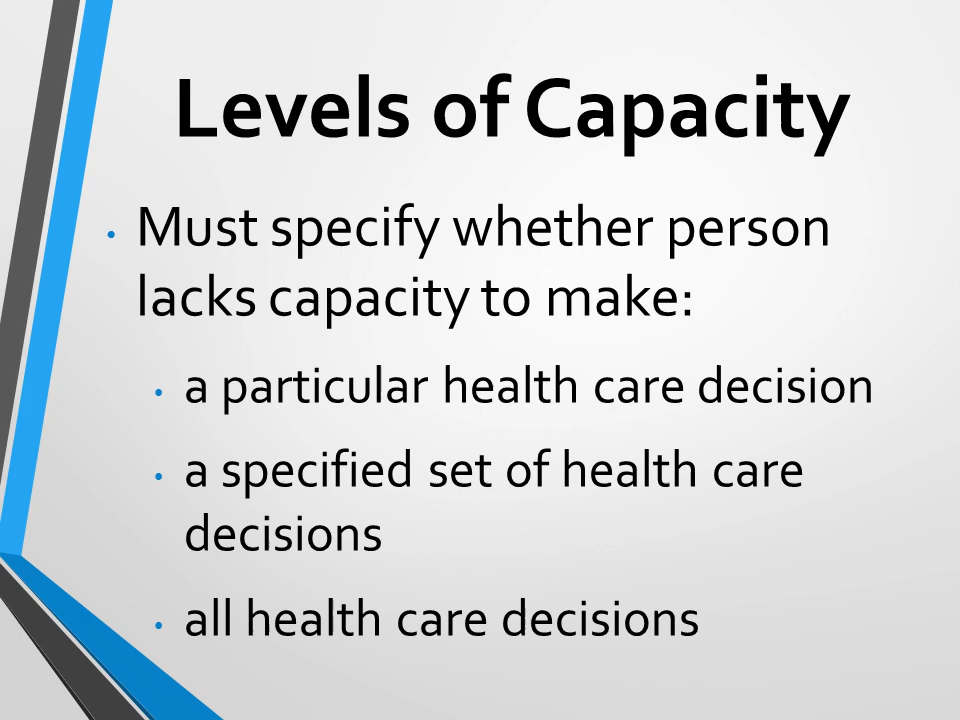 Levels of Capacity
• Must specify whether person
lacks capacity to make:
• a particular health care decision
• a specified set of health care
decisions
• all health care decisions